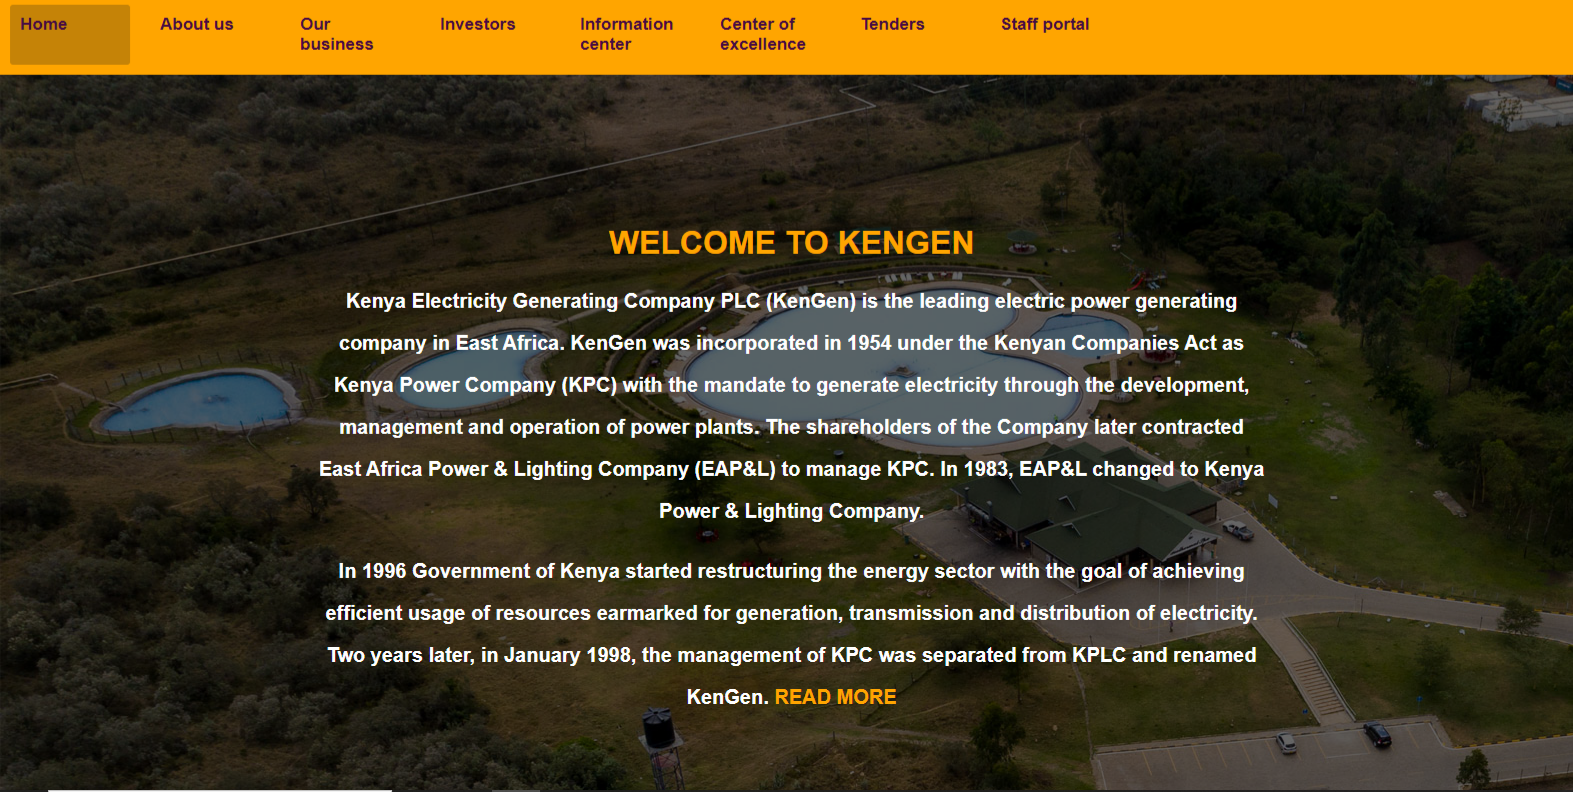 Home
About us
Our
business
Investors
Information
center
Center of
excellence
Tenders
Staff portal
WELCOME TO KENGEN
Kenya Electricity Generating Company PLC (KenGen) is the leading electric power generating
company in East Africa. KenGen was incorporated in 1954 under the Kenyan Companies Act as
Kenya Power Company (KPC) with the mandate to generate electricity through the development,
management and operation of power plants. The shareholders of the Company later contracted
East Africa Power & Lighting Company (EAP&L) to manage KPC. In 1983, EAP&L changed to Kenya
Power & Lighting Company.
In 1996 Government of Kenya started restructuring the energy sector with the goal of achieving
efficient usage of resources earmarked for generation, transmission and distribution of electricity.
Two years later, in January 1998, the management of KPC was separated from KPLC and renamed
KenGen. READ MORE